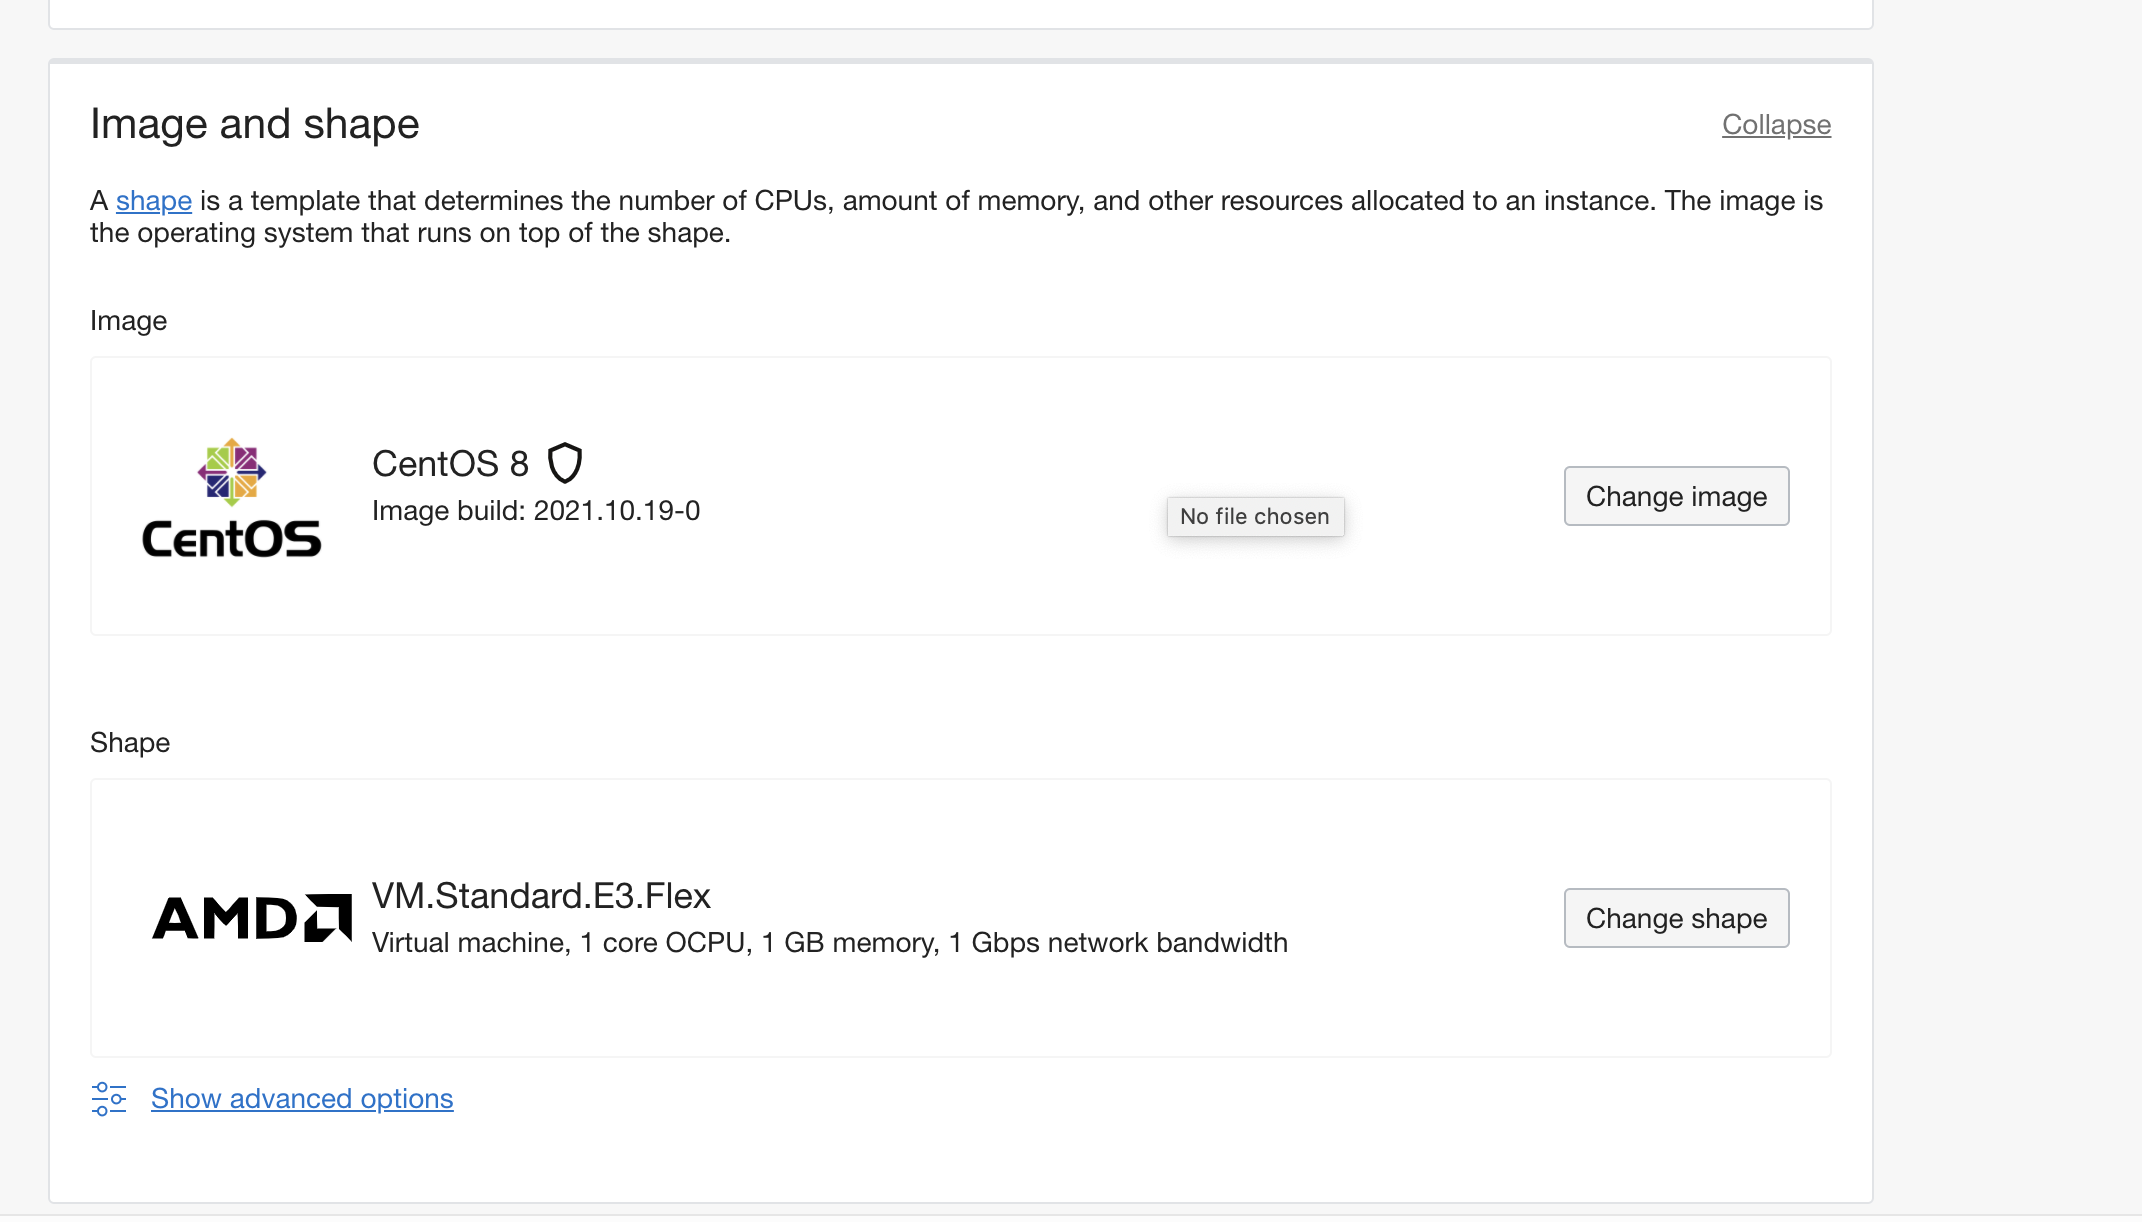 Image and shape
Collapse
A shape is a template that determines the number of CPUs, amount of memory, and other resources allocated to an instance. The image is
the operating system that runs on top of the shape.
Image
CentOS
CentOS 8
Image build: 2021.10.19-0
No file chosen
Change image
Shape
AMD
VM.Standard.E3.Flex
Virtual machine, 1 core OCPU, 1 GB memory, 1 Gbps network bandwidth
Change shape
Show advanced options